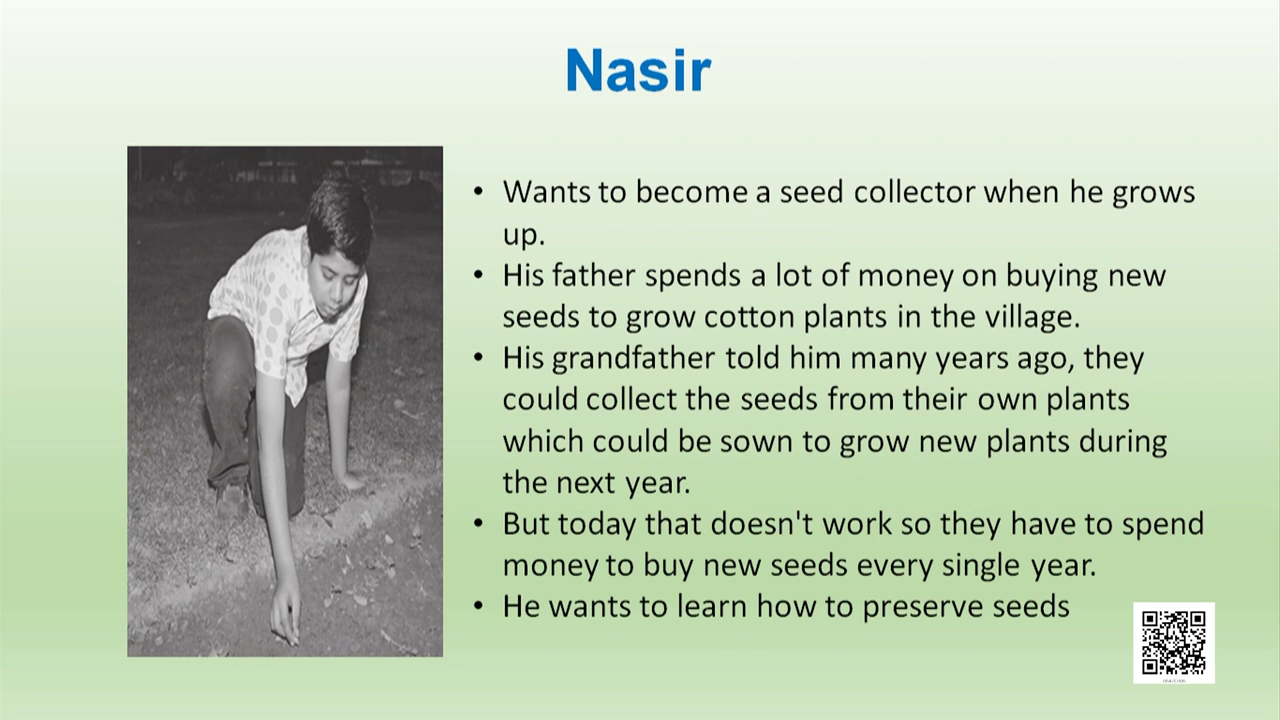 Nasir
• Wants to become a seed collector when he grows
up.
• His father spends a lot of money on buying new
seeds to grow cotton plants in the village.
• His grandfather told him many years ago, they
could collect the seeds from their own plants
which could be sown to grow new plants during
the next year.
• But today that doesn't work so they have to spend
money to buy new seeds every single year.
• He wants to learn how to preserve seeds